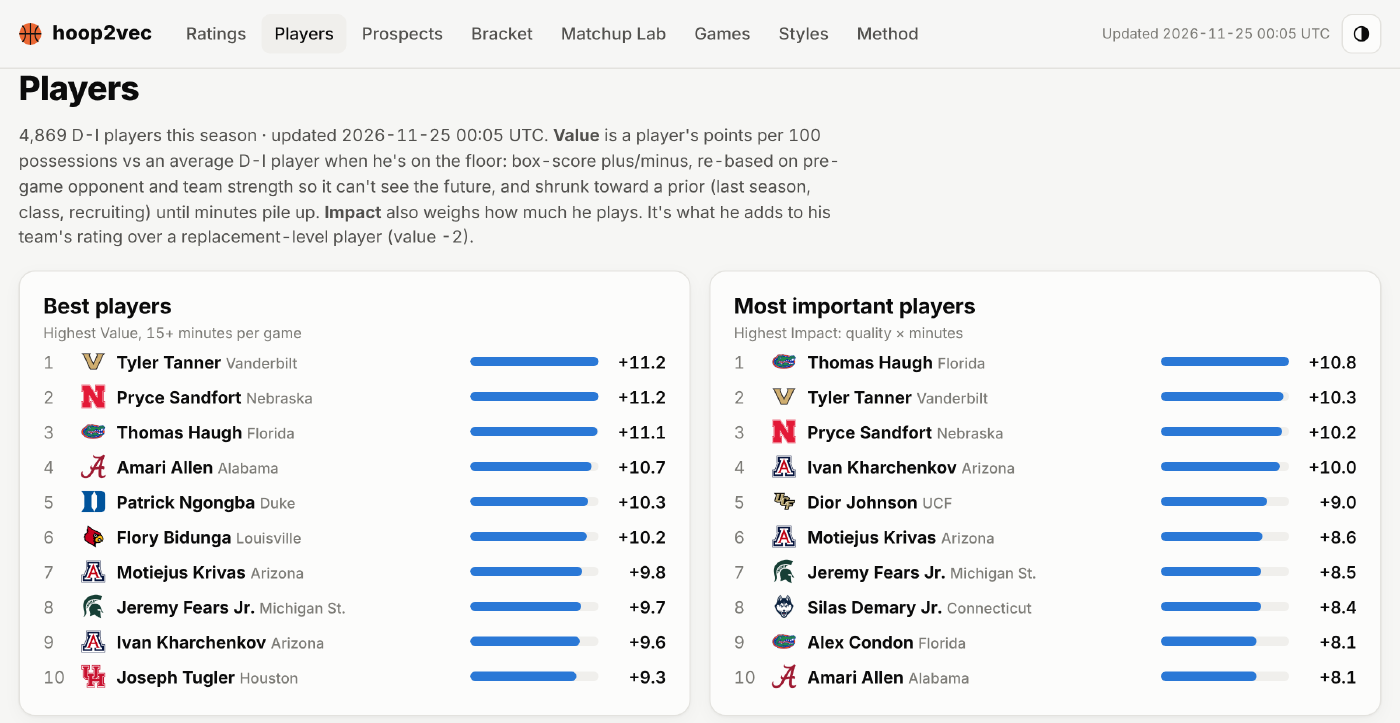 hoop2vec Ratings Players Prospects Bracket Matchup Lab Games Styles Method Updated 2026-11-25 00:05 UTC
Players
4,869 D-I players this season · updated 2026-11-25 00:05 UTC. Value is a player's points per 100
possessions vs an average D-I player when he's on the floor: box-score plus/minus, re-based on pre-
game opponent and team strength so it can't see the future, and shrunk toward a prior (last season,
class, recruiting) until minutes pile up. Impact also weighs how much he plays. It's what he adds to his
team's rating over a replacement-level player (value -2).
Best players
Highest Value, 15+ minutes per game
1 Tyler Tanner Vanderbilt +11.2
2 Pryce Sandfort Nebraska +11.2
3 Thomas Haugh Florida +11.1
4 Amari Allen Alabama +10.7
5 Patrick Ngongba Duke +10.3
6 Flory Bidunga Louisville +10.2
7 Motiejus Krivas Arizona +9.8
8 Jeremy Fears Jr. Michigan St. +9.7
9 Ivan Kharchenkov Arizona +9.6
10 Joseph Tugler Houston +9.3
Most important players
Highest Impact: quality × minutes
1 Thomas Haugh Florida +10.8
2 Tyler Tanner Vanderbilt +10.3
3 Pryce Sandfort Nebraska +10.2
4 Ivan Kharchenkov Arizona +10.0
5 Dior Johnson UCF +9.0
6 Motiejus Krivas Arizona +8.6
7 Jeremy Fears Jr. Michigan St. +8.5
8 Silas Demary Jr. Connecticut +8.4
9 Alex Condon Florida +8.1
10 Amari Allen Alabama +8.1